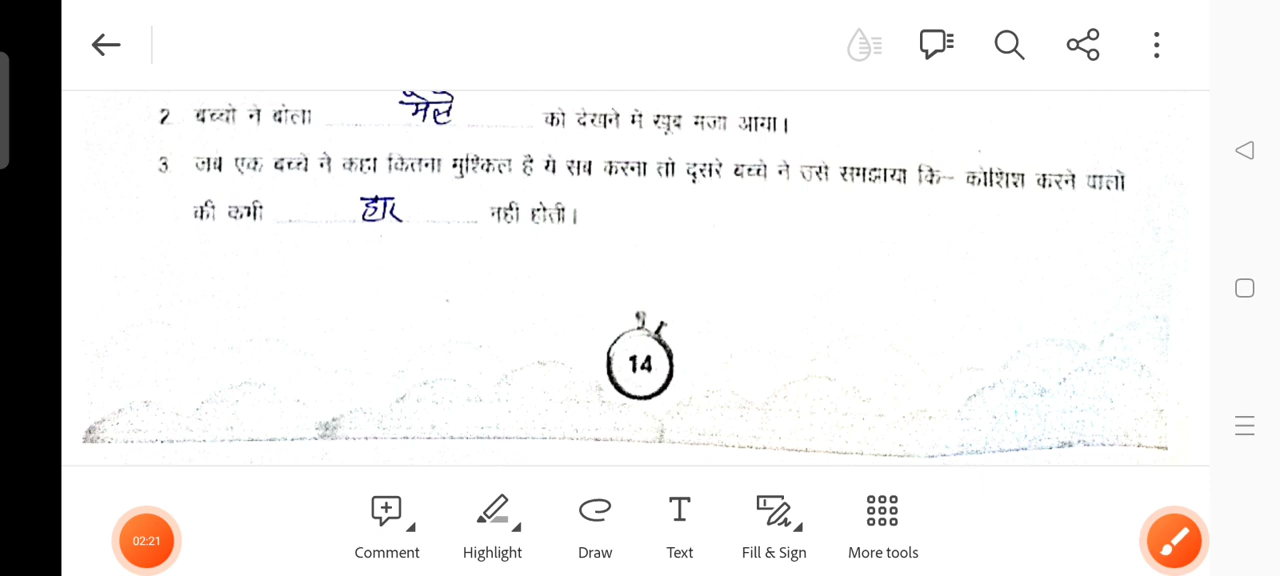 2. बच्चो ने बोला मेले को देखने में खूब मजा आया।
3. जब एक बच्चे ने कहा कितना मुश्किल है ये सब करना तो दूसरे बच्चे ने उसे समझाया कि- कोशिश करने वालो
की कभी हार नही होती।
14
02:21
Comment
Highlight
Draw
Text
Fill & Sign
More tools